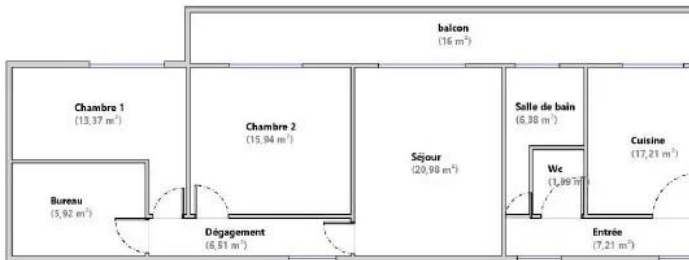 balcon
(16 m²)
Chambre 1
(13,37 m²)
Chambre 2
(15,94 m²)
Séjour
(20,98 m²)
Salle de bain
(6,38 m²)
Cuisine
(17,21 m²)
Wc
(1,99 m²)
Bureau
(5,92 m²)
Dégagement
(6,51 m²)
Entrée
(7,21 m²)